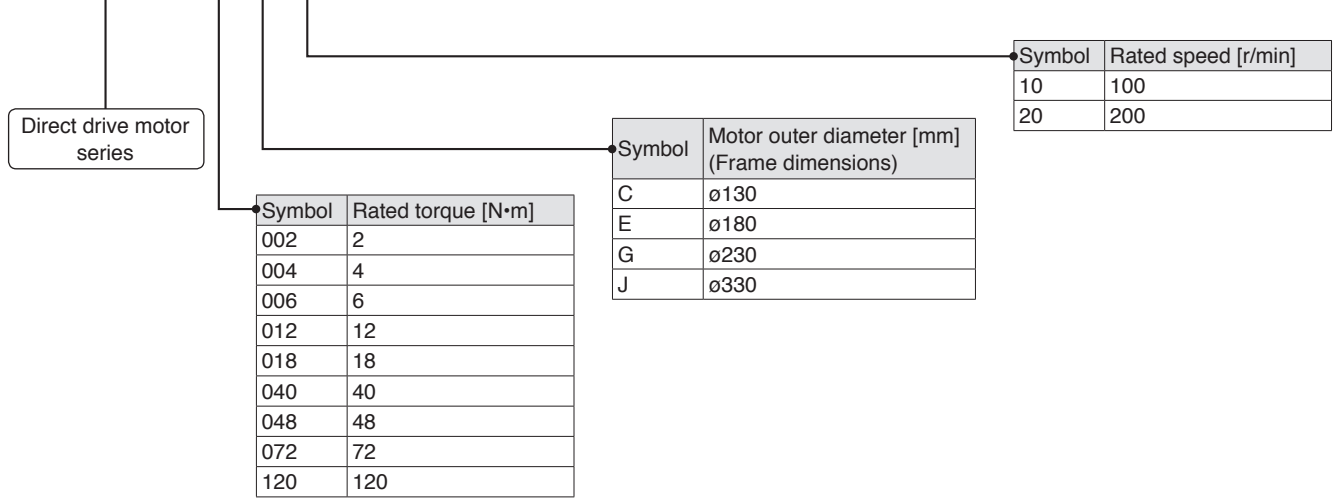 Symbol Rated speed [r/min]
10 100
20 200
Direct drive motor
series
Symbol Motor outer diameter [mm]
(Frame dimensions)
C ø130
E ø180
G ø230
J ø330
Symbol Rated torque [N•m]
002 2
004 4
006 6
012 12
018 18
040 40
048 48
072 72
120 120